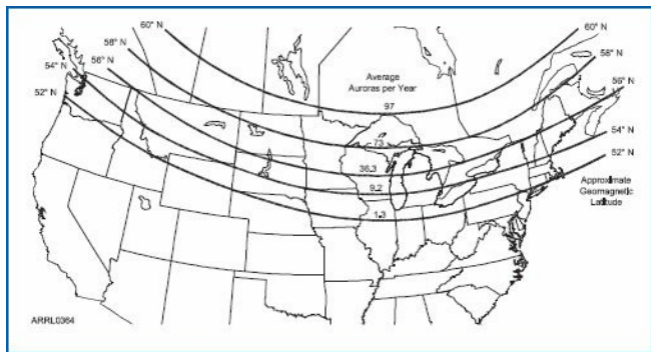 60° N
58° N
56° N
54° N
52° N
60° N
58° N
56° N
54° N
52° N
Average
Auroras per Year
97
73
36.3
9.2
1.3
Approximate
Geomagnetic
Latitude
ARRL0364